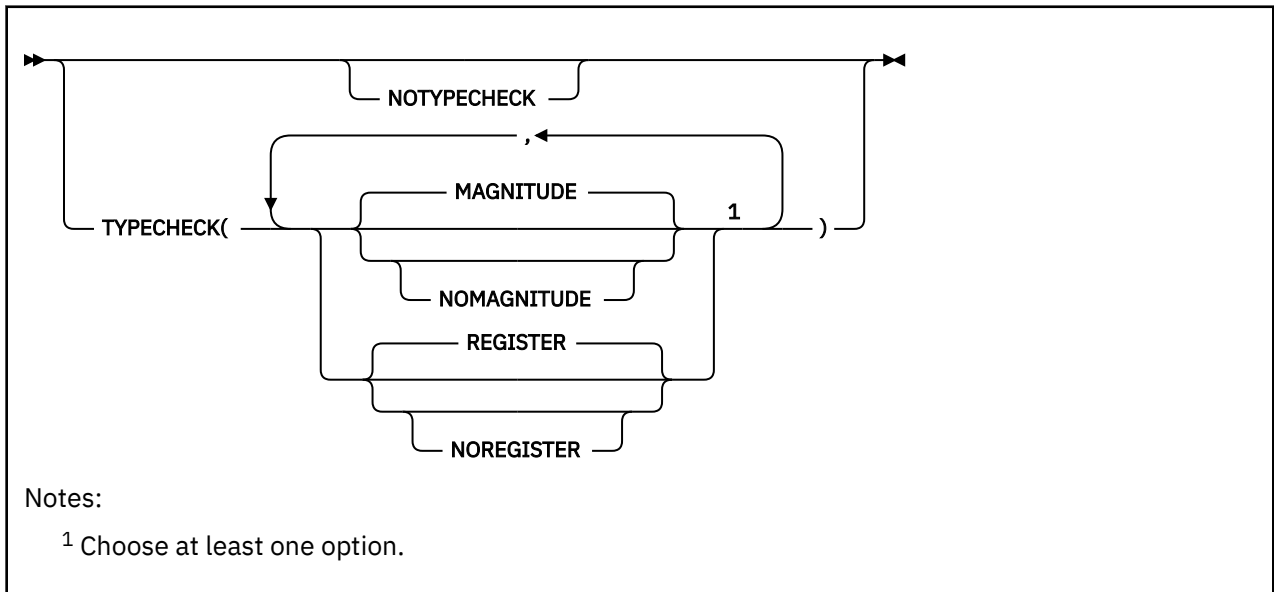 NOTYPECHECK
,
MAGNITUDE
TYPECHECK( 1 )
NOMAGNITUDE
REGISTER
NOREGISTER
Notes:
1 Choose at least one option.